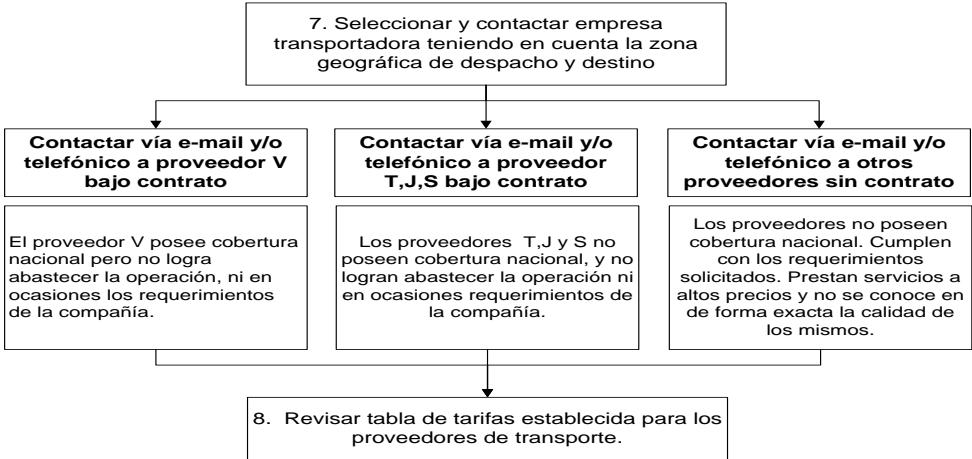 7. Seleccionar y contactar empresa
transportadora teniendo en cuenta la zona
geográfica de despacho y destino
Contactar vía e-mail y/o
telefónico a proveedor V
bajo contrato
Contactar vía e-mail y/o
telefónico a proveedor
T,J,S bajo contrato
Contactar vía e-mail y/o
telefónico a otros
proveedores sin contrato
El proveedor V posee cobertura
nacional pero no logra
abastecer la operación, ni en
ocasiones los requerimientos
de la compañía.
Los proveedores T,J y S no
poseen cobertura nacional, y no
logran abastecer la operación ni
en ocasiones requerimientos de
la compañía.
Los proveedores no poseen
cobertura nacional. Cumplen
con los requerimientos
solicitados. Prestan servicios a
altos precios y no se conoce en
de forma exacta la calidad de
los mismos.
8. Revisar tabla de tarifas establecida para los
proveedores de transporte.